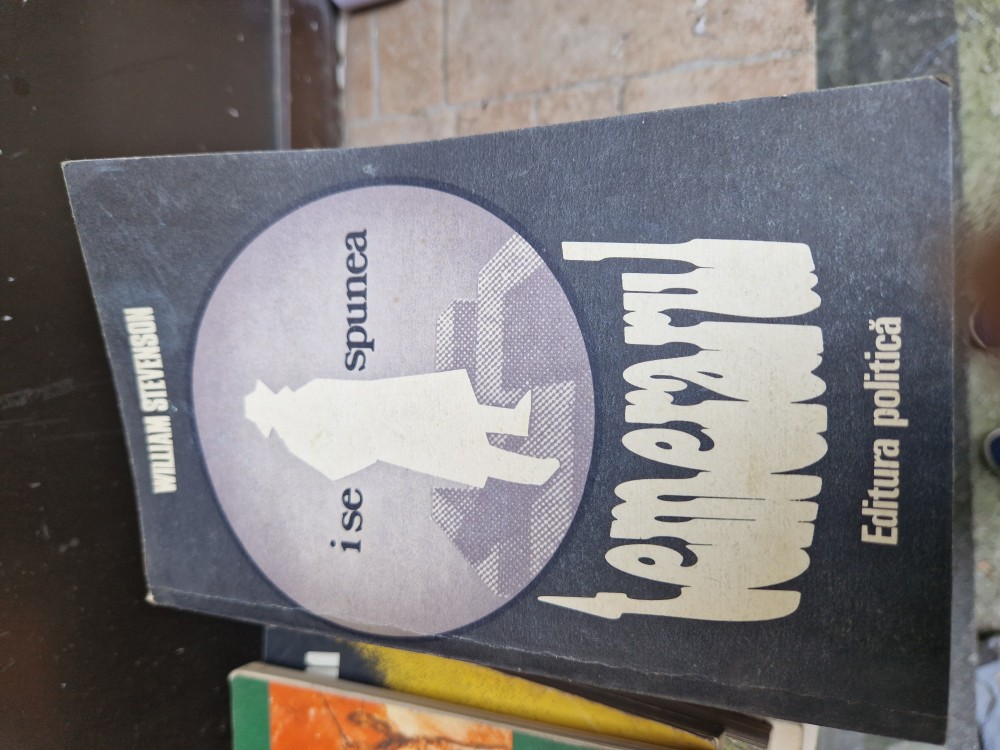 WILLIAM STEVENSON
i se spunea
temerarul
Editura politică